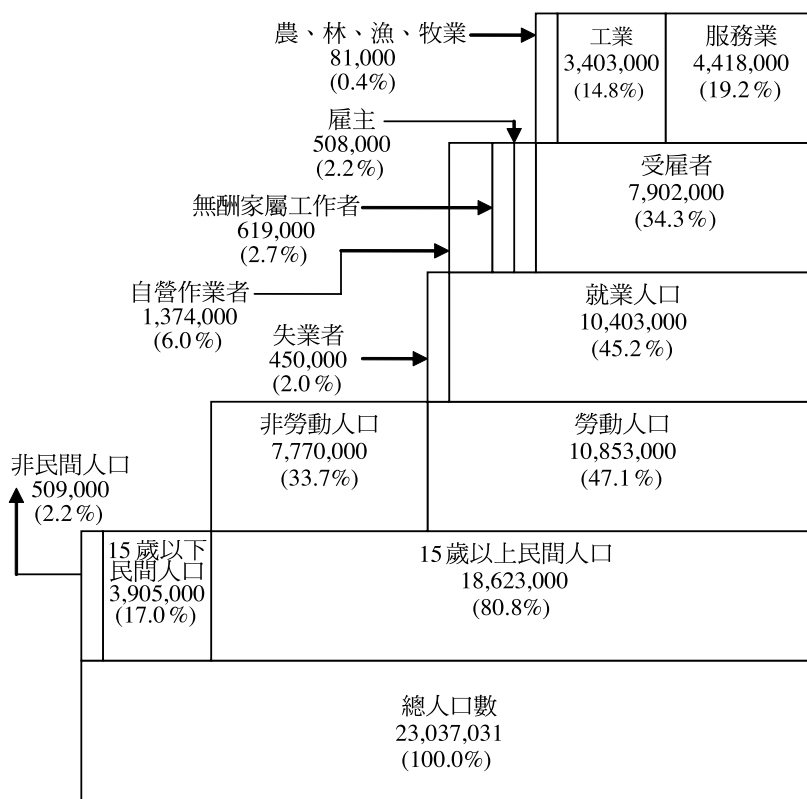 農、林、漁、牧業
81,000
(0.4%)
工業
3,403,000
(14.8%)
服務業
4,418,000
(19.2%)
雇主
508,000
(2.2%)
受雇者
7,902,000
(34.3%)
無酬家屬工作者
619,000
(2.7%)
自營作業者
1,374,000
(6.0%)
就業人口
10,403,000
(45.2%)
失業者
450,000
(2.0%)
非勞動人口
7,770,000
(33.7%)
勞動人口
10,853,000
(47.1%)
非民間人口
509,000
(2.2%)
15歲以下
民間人口
3,905,000
(17.0%)
15歲以上民間人口
18,623,000
(80.8%)
總人口數
23,037,031
(100.0%)